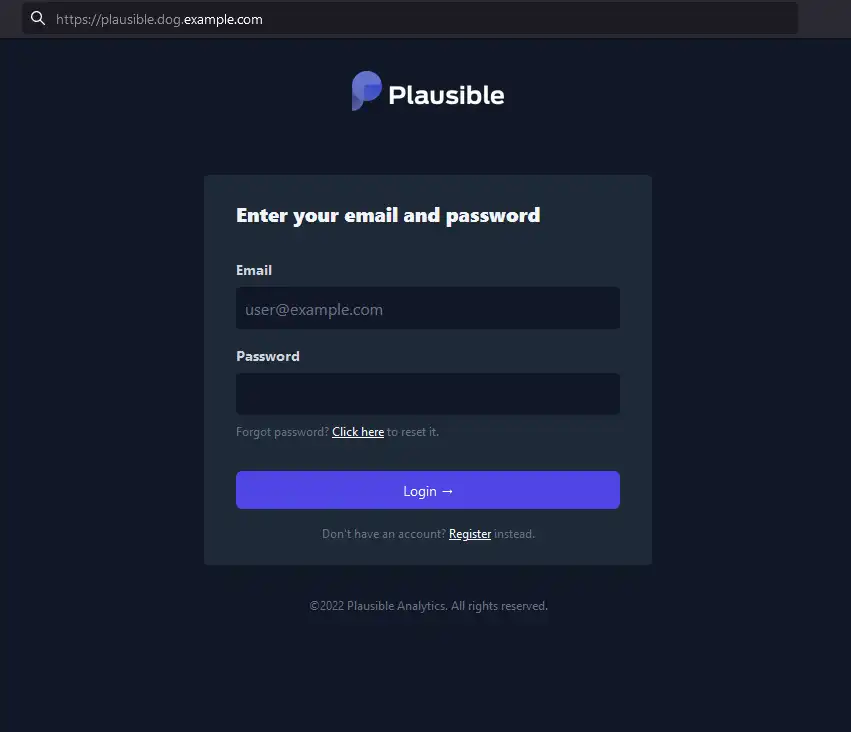 https://plausible.dog.example.com
Plausible
Enter your email and password
Email
user@example.com
Password
Forgot password? Click here to reset it.
Login →
Don't have an account? Register instead.
©2022 Plausible Analytics. All rights reserved.